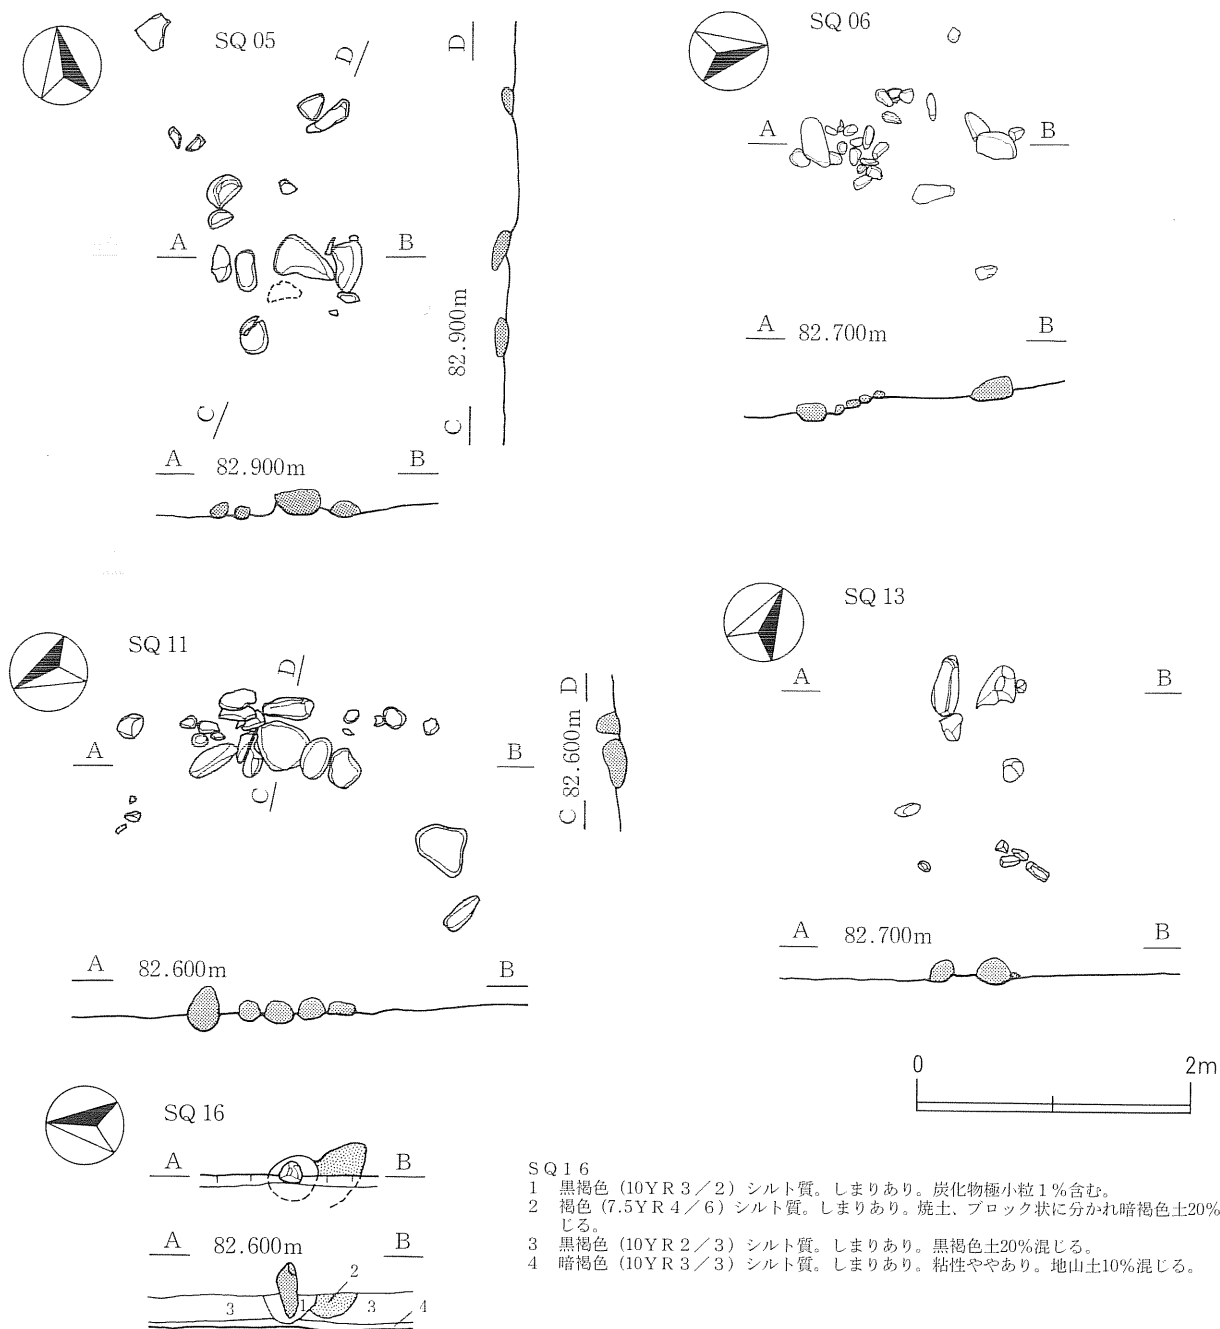 SQ 05
D
D
A
B
82.900m
C
C
A 82.900m B
SQ 06
A
B
A 82.700m B
SQ 11
D
A
B
C
C 82.600m D
A 82.600m B
SQ 13
A
B
A 82.700m B
0 2m
SQ 16
A
B
A 82.600m B
2
3 1 3 4
SQ16
1 黒褐色（10YR3／2）シルト質。しまりあり。炭化物極小粒1％含む。
2 褐色（7.5YR4／6）シルト質。しまりあり。焼土、ブロック状に分かれ暗褐色土20%
じる。
3 黒褐色（10YR2／3）シルト質。しまりあり。黒褐色土20%混じる。
4 暗褐色（10YR3／3）シルト質。しまりあり。粘性ややあり。地山土10%混じる。